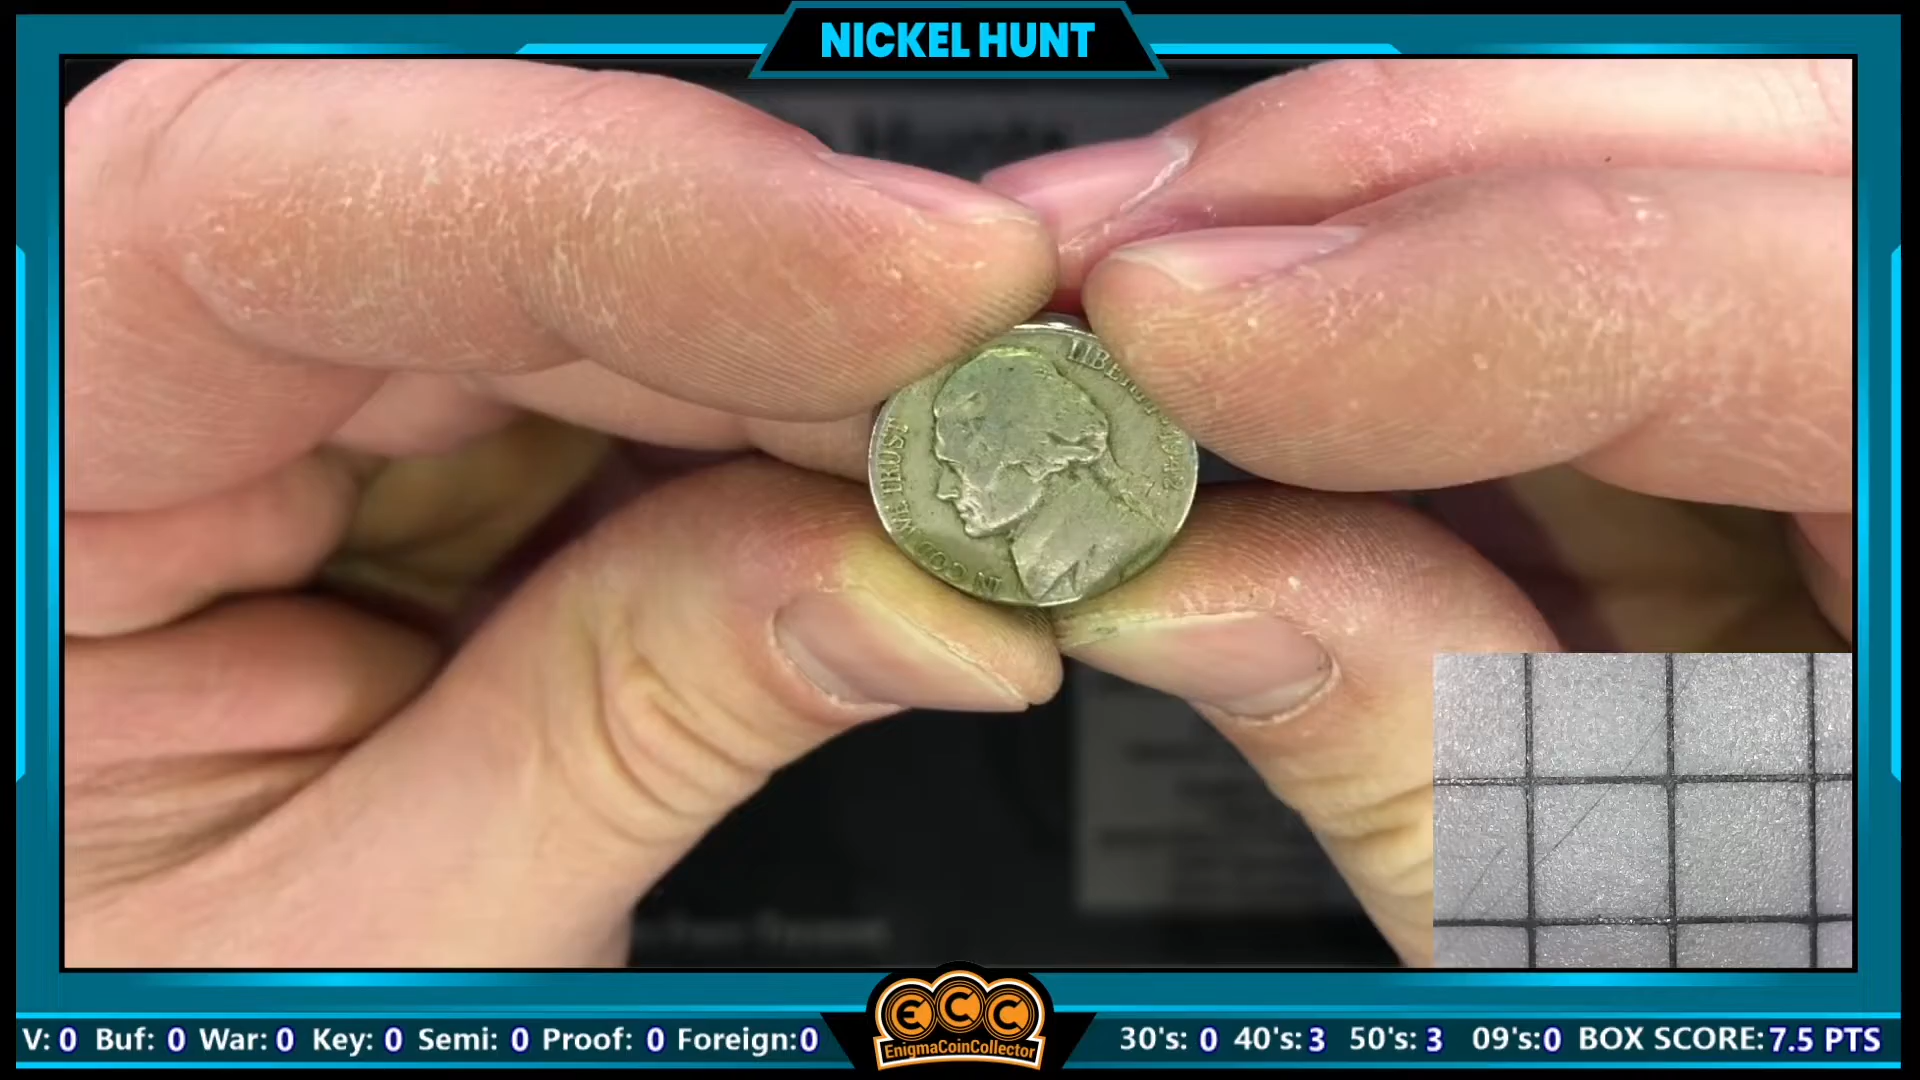 NICKEL HUNT
LIBERTY 1942
IN GOD WE TRUST
V: 0 Buf: 0 War: 0 Key: 0 Semi: 0 Proof: 0 Foreign:0
ECC
EnigmaCoinCollector
30's: 0 40's: 3 50's: 3 09's:0 BOX SCORE: 7.5 PTS